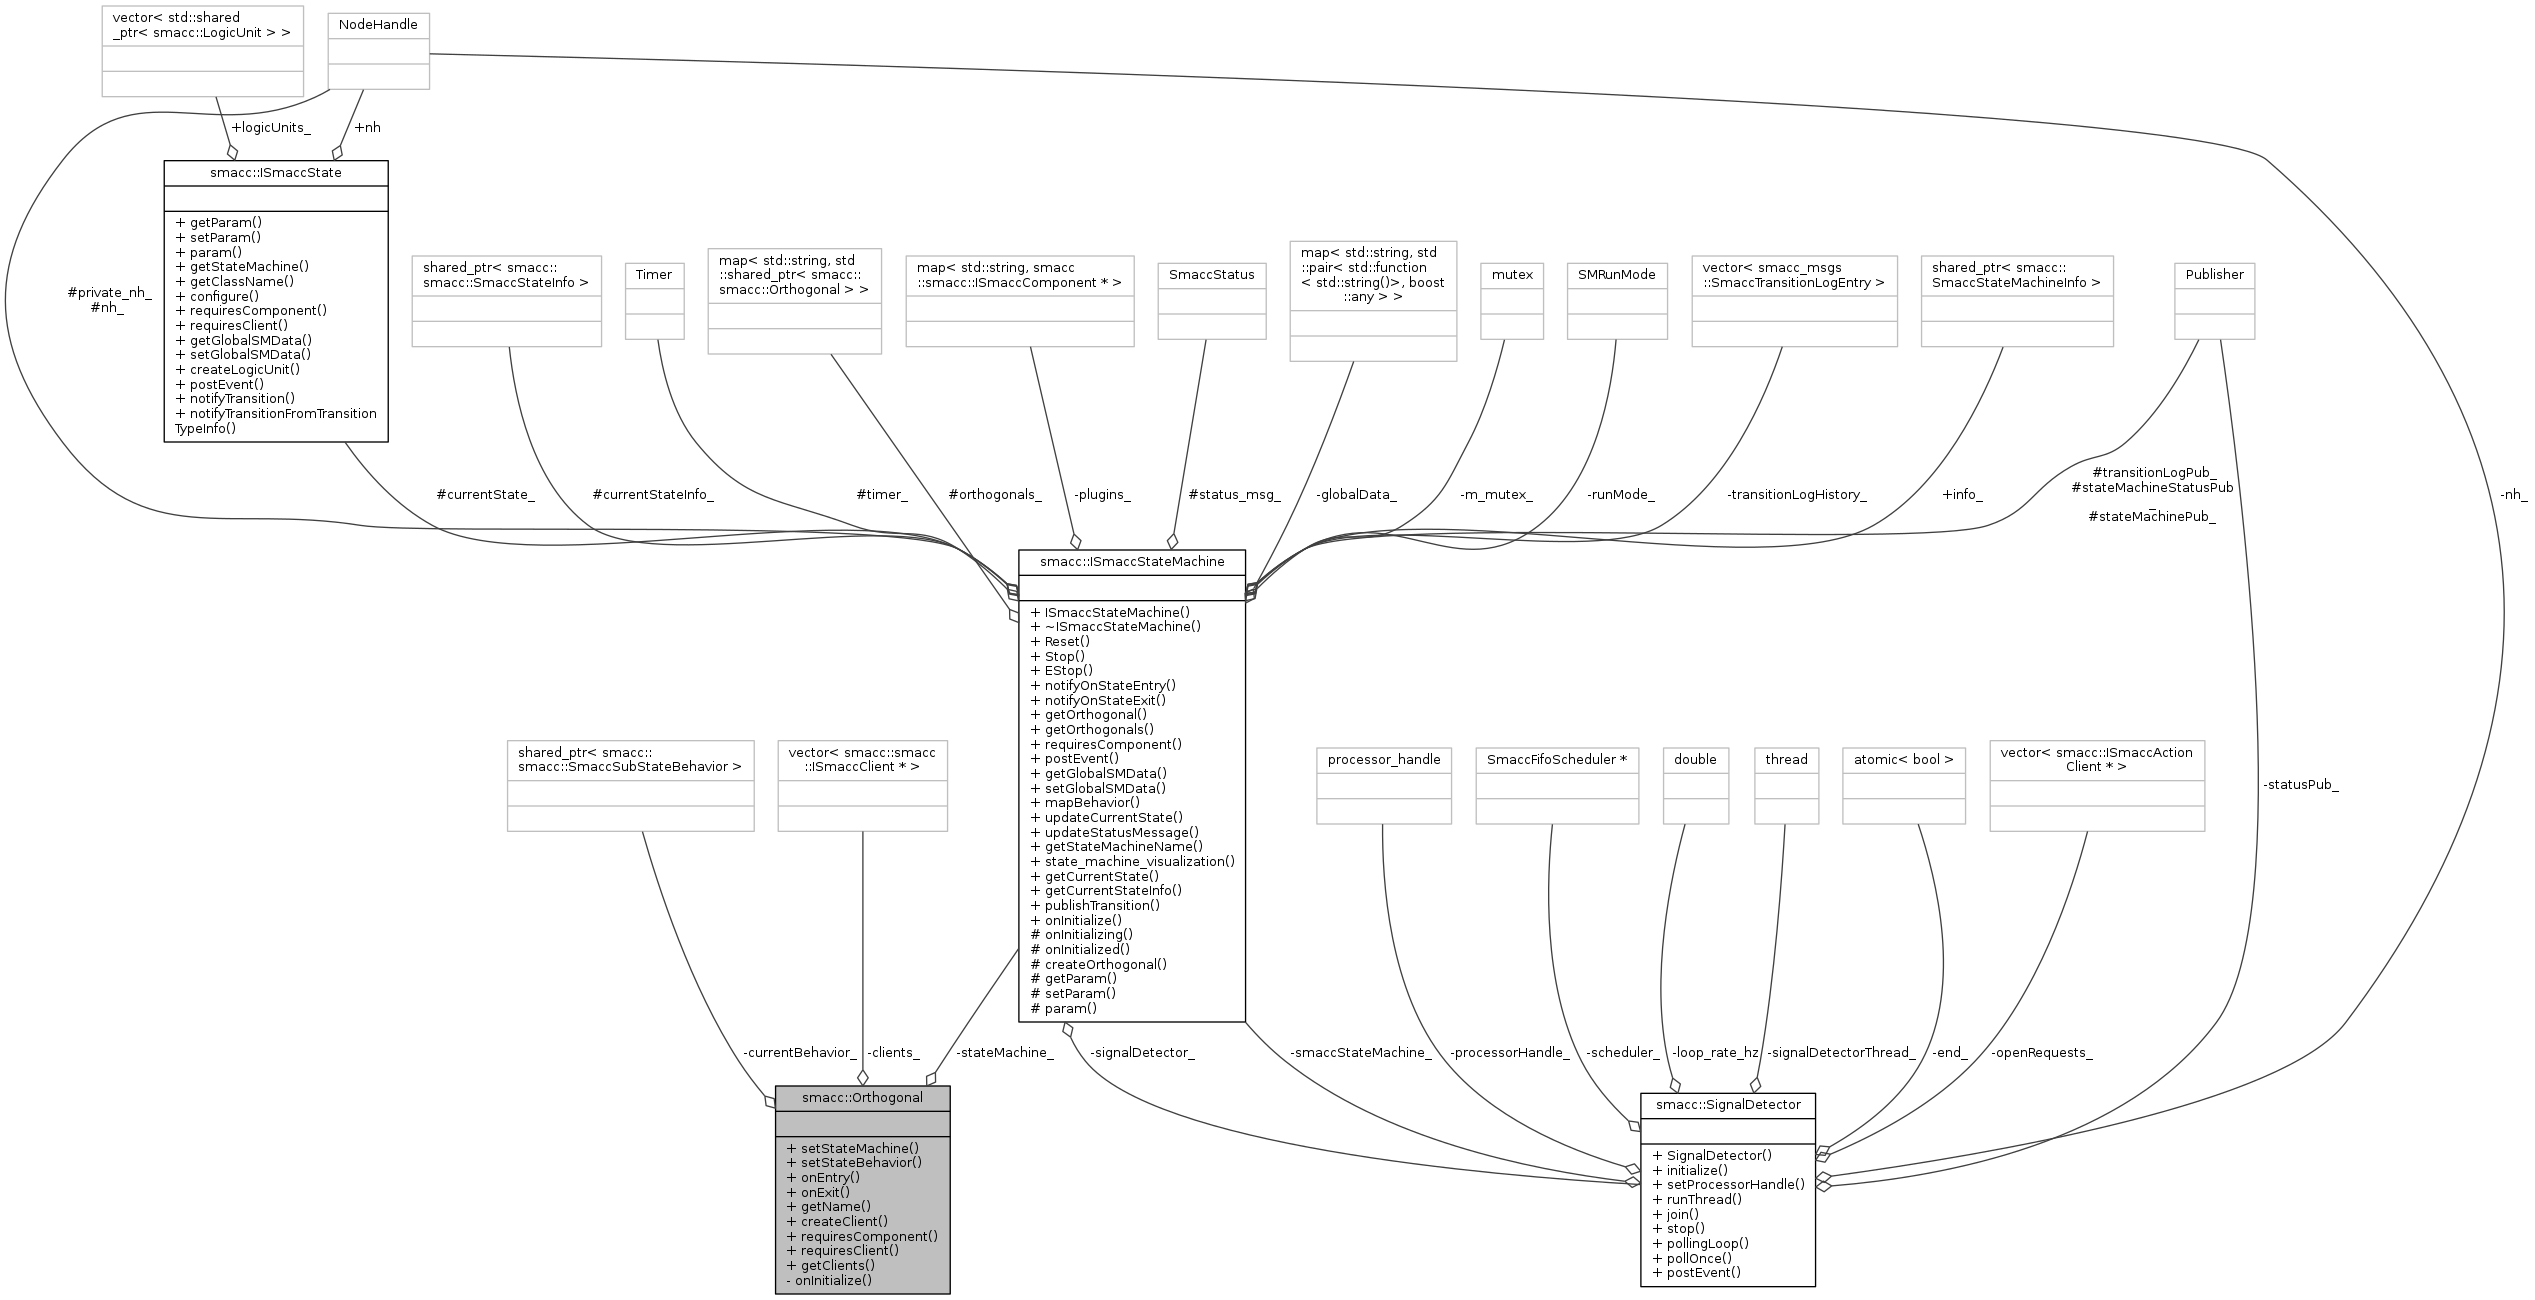 vector< std::shared
_ptr< smacc::LogicUnit > >
NodeHandle
+logicUnits_
+nh
smacc::ISmaccState
+ getParam()
+ setParam()
+ param()
+ getStateMachine()
+ getClassName()
+ configure()
+ requiresComponent()
+ requiresClient()
+ getGlobalSMData()
+ setGlobalSMData()
+ createLogicUnit()
+ postEvent()
+ notifyTransition()
+ notifyTransitionFromTransition
TypeInfo()
#private_nh_
#nh_
shared_ptr< smacc::
smacc::SmaccStateInfo >
Timer
map< std::string, std
::shared_ptr< smacc::
smacc::Orthogonal > >
map< std::string, smacc
::smacc::ISmaccComponent * >
SmaccStatus
map< std::string, std
::pair< std::function
< std::string()>, boost
::any > >
mutex
SMRunMode
vector< smacc_msgs
::SmaccTransitionLogEntry >
shared_ptr< smacc::
SmaccStateMachineInfo >
Publisher
#currentState_
#currentStateInfo_
#timer_
#orthogonals_
-plugins_
#status_msg_
-globalData_
-m_mutex_
-runMode_
-transitionLogHistory_
+info_
#transitionLogPub_
#stateMachineStatusPub
_
#stateMachinePub_
-nh_
smacc::ISmaccStateMachine
+ ISmaccStateMachine()
+ ~ISmaccStateMachine()
+ Reset()
+ Stop()
+ EStop()
+ notifyOnStateEntry()
+ notifyOnStateExit()
+ getOrthogonal()
+ getOrthogonals()
+ requiresComponent()
+ postEvent()
+ getGlobalSMData()
+ setGlobalSMData()
+ mapBehavior()
+ updateCurrentState()
+ updateStatusMessage()
+ getStateMachineName()
+ state_machine_visualization()
+ getCurrentState()
+ getCurrentStateInfo()
+ publishTransition()
+ onInitialize()
# onInitializing()
# onInitialized()
# createOrthogonal()
# getParam()
# setParam()
# param()
shared_ptr< smacc::
smacc::SmaccSubStateBehavior >
vector< smacc::smacc
::ISmaccClient * >
processor_handle
SmaccFifoScheduler *
double
thread
atomic< bool >
vector< smacc::ISmaccAction
Client * >
-statusPub_
-currentBehavior_
-clients_
-stateMachine_
-signalDetector_
-smaccStateMachine_
-processorHandle_
-scheduler_
-loop_rate_hz
-signalDetectorThread_
-end_
-openRequests_
smacc::Orthogonal
+ setStateMachine()
+ setStateBehavior()
+ onEntry()
+ onExit()
+ getName()
+ createClient()
+ requiresComponent()
+ requiresClient()
+ getClients()
- onInitialize()
smacc::SignalDetector
+ SignalDetector()
+ initialize()
+ setProcessorHandle()
+ runThread()
+ join()
+ stop()
+ pollingLoop()
+ pollOnce()
+ postEvent()